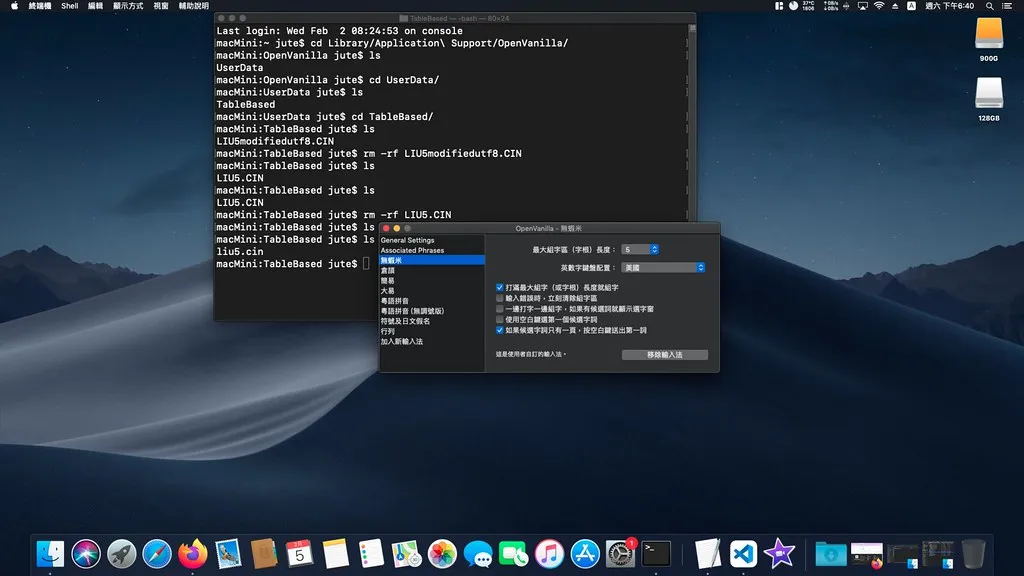 終端機 Shell 編輯 顯示方式 視窗 輔助說明
37°C
1806
週六 下午6:40
TableBased — -bash — 80×24
Last login: Wed Feb  2 08:24:53 on console
macMini:~ jute$ cd Library/Application\ Support/OpenVanilla/
macMini:OpenVanilla jute$ ls
UserData
macMini:OpenVanilla jute$ cd UserData/
macMini:UserData jute$ ls
TableBased
macMini:UserData jute$ cd TableBased/
macMini:TableBased jute$ ls
LIU5modifiedutf8.CIN
macMini:TableBased jute$ rm -rf LIU5modifiedutf8.CIN
macMini:TableBased jute$ ls
LIU5.CIN
macMini:TableBased jute$ ls
LIU5.CIN
macMini:TableBased jute$ rm -rf LIU5.CIN
macMini:TableBased jute$ ls
macMini:TableBased jute$ ls
liu5.cin
macMini:TableBased jute$
OpenVanilla - 無蝦米
General Settings
Associated Phrases
無蝦米
倉頡
簡易
大易
粵語拼音
粵語拼音 (無調號版)
符號及日文假名
行列
加入新輸入法
最大組字區（字根）長度： 5
英數字鍵盤配置： 美國
打滿最大組字（或字根）長度就組字
輸入錯誤時，立刻清除組字區
一邊打字一邊組字，如果有候選詞就顯示選字窗
使用空白鍵選第一個候選字詞
如果候選字詞只有一頁，按空白鍵送出第一詞
這是使用者自訂的輸入法。
移除輸入法
900G
128GB
5
1